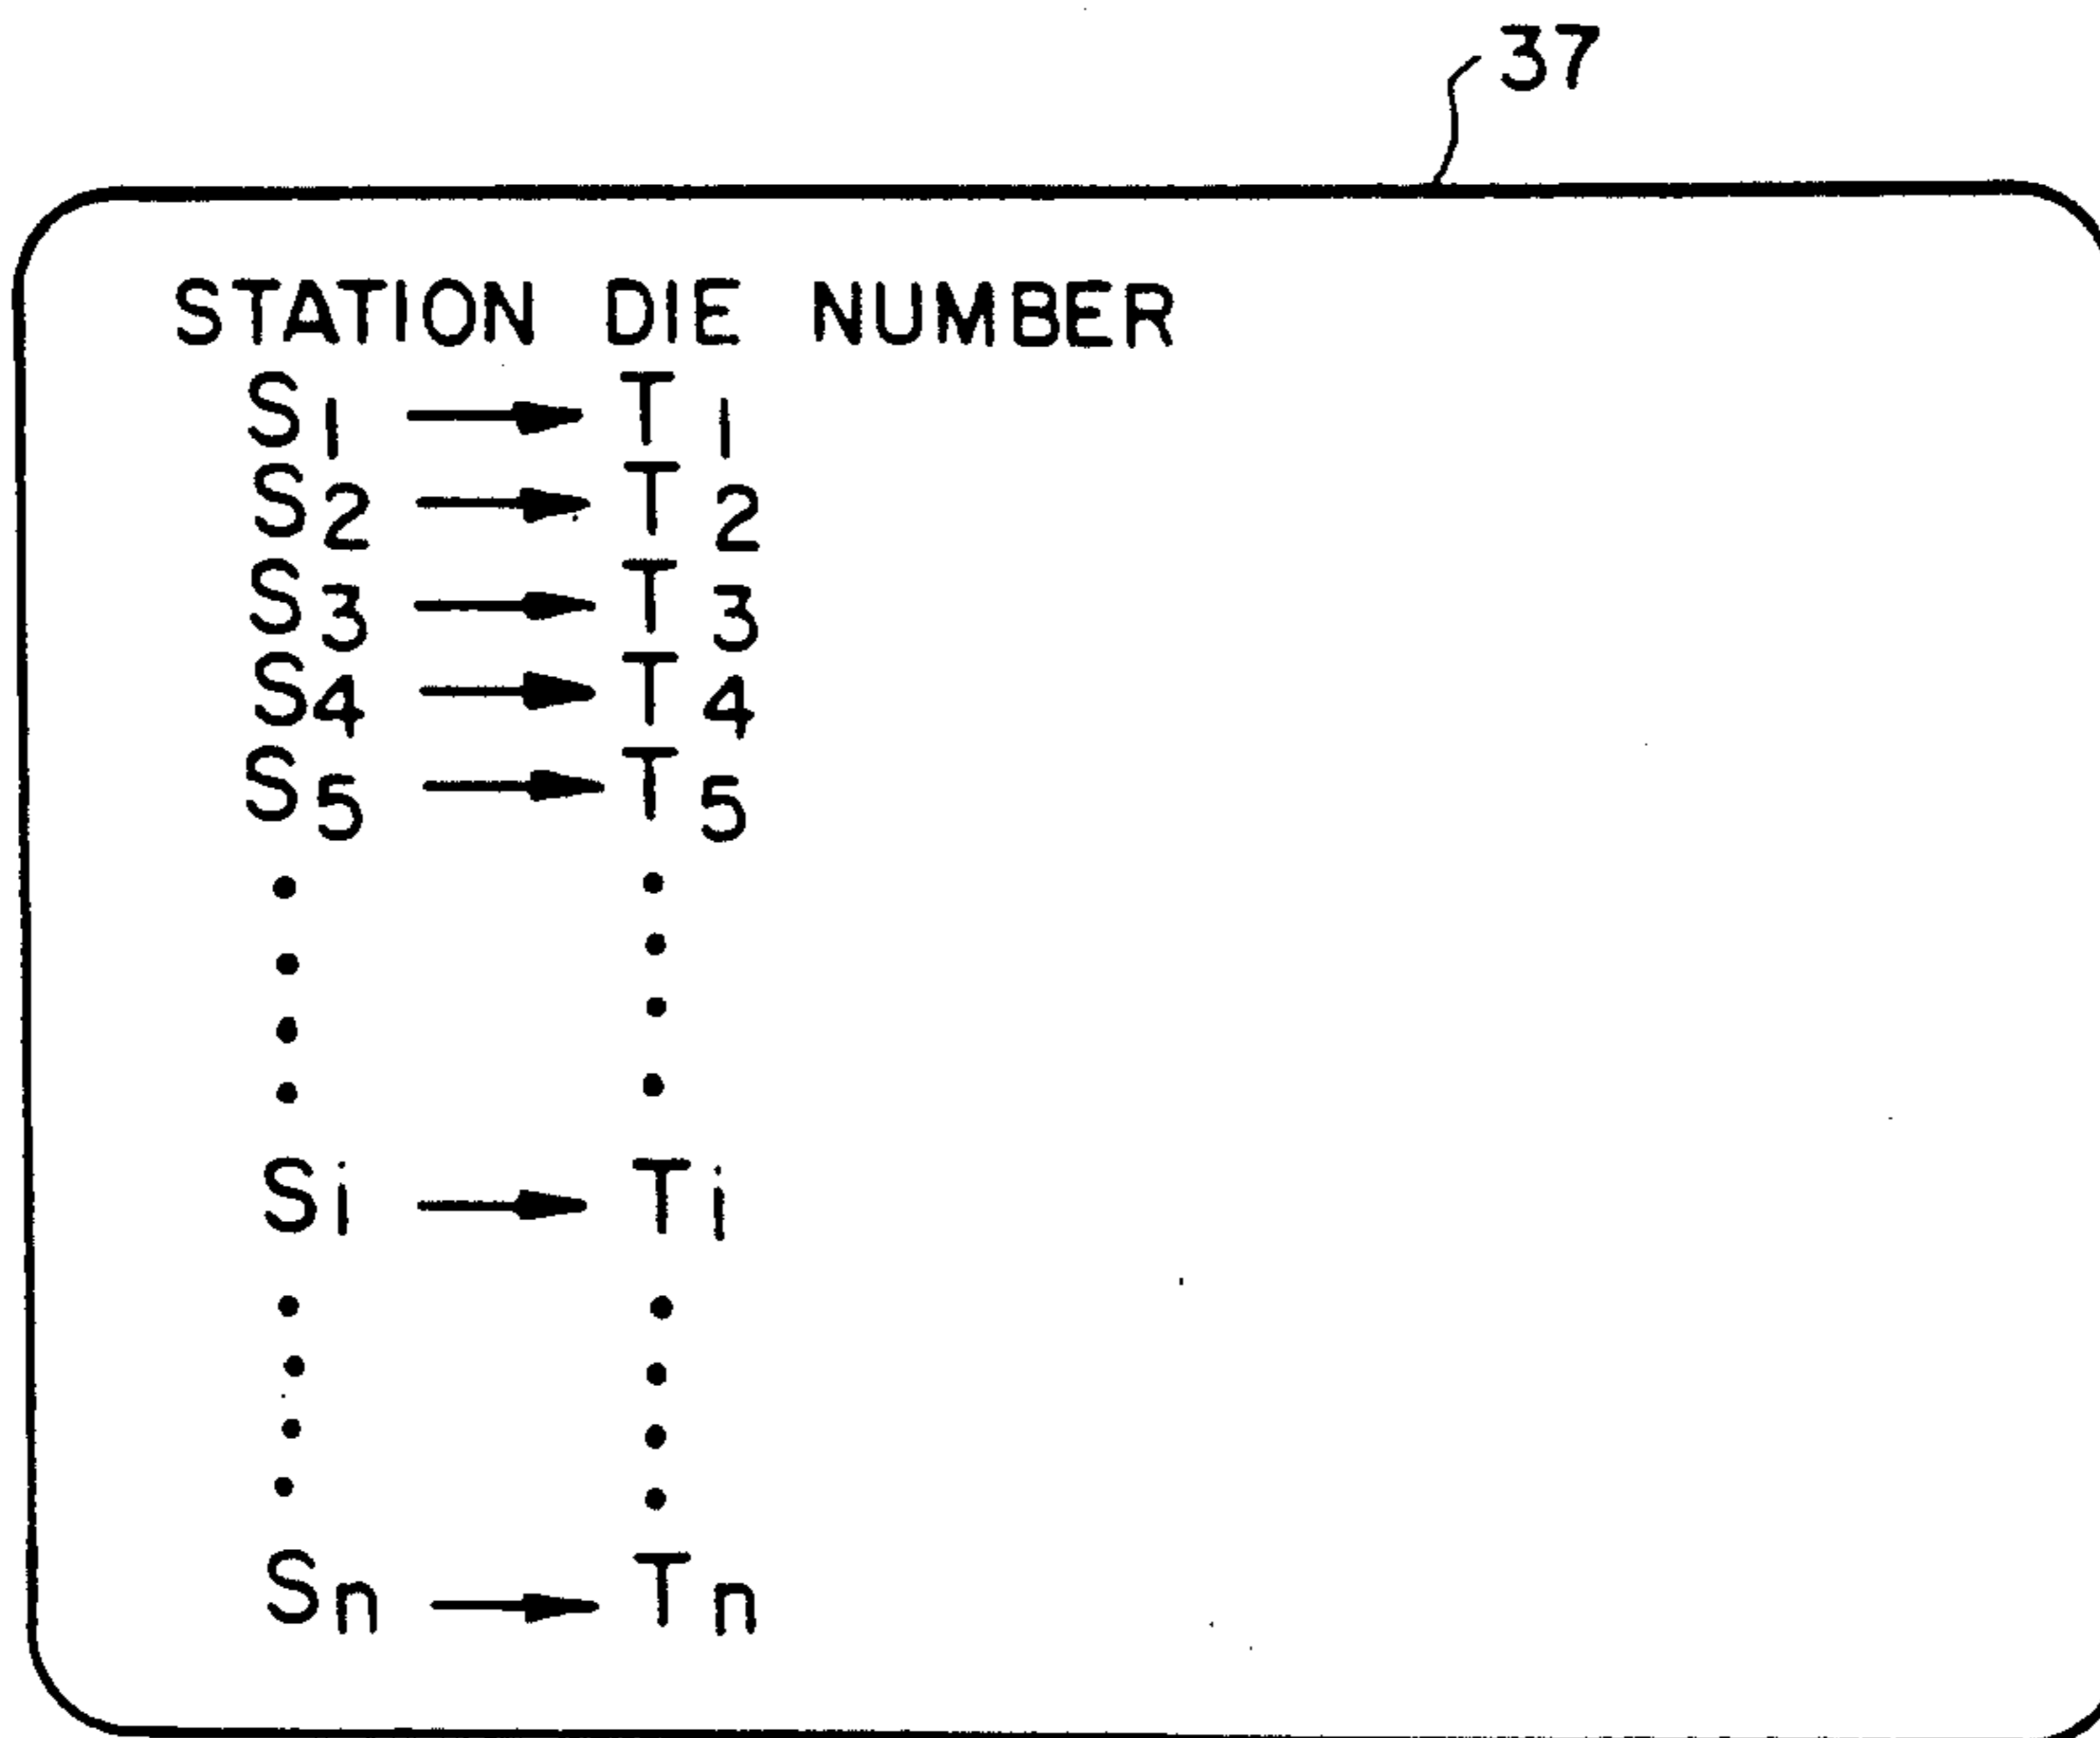 37
STATION DIE NUMBER
S1 → T1
S2 → T2
S3 → T3
S4 → T4
S5 → T5
Si → Ti
Sn → Tn